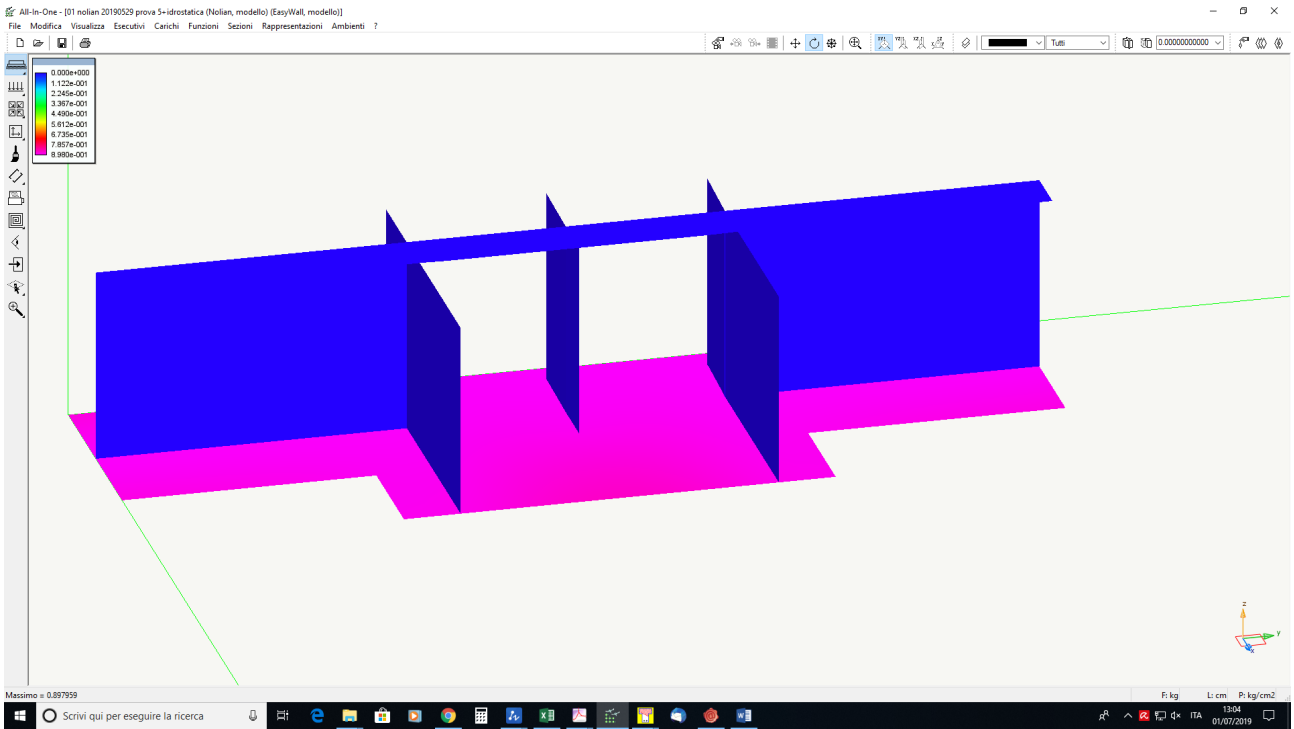 All-In-One - [01 nolian 20190529 prova 5+idrostatica (Nolian, modello) (EasyWall, modello)]
File Modifica Visualizza Esecutivi Carichi Funzioni Sezioni Rappresentazioni Ambienti ?
Tutti 0.00000000000
0.000e+000
1.122e-001
2.245e-001
3.367e-001
4.490e-001
5.612e-001
6.735e-001
7.857e-001
8.980e-001
z
y
x
Massimo = 0.897959 F: kg L: cm P: kg/cm2
Scrivi qui per eseguire la ricerca ITA 13:04
01/07/2019